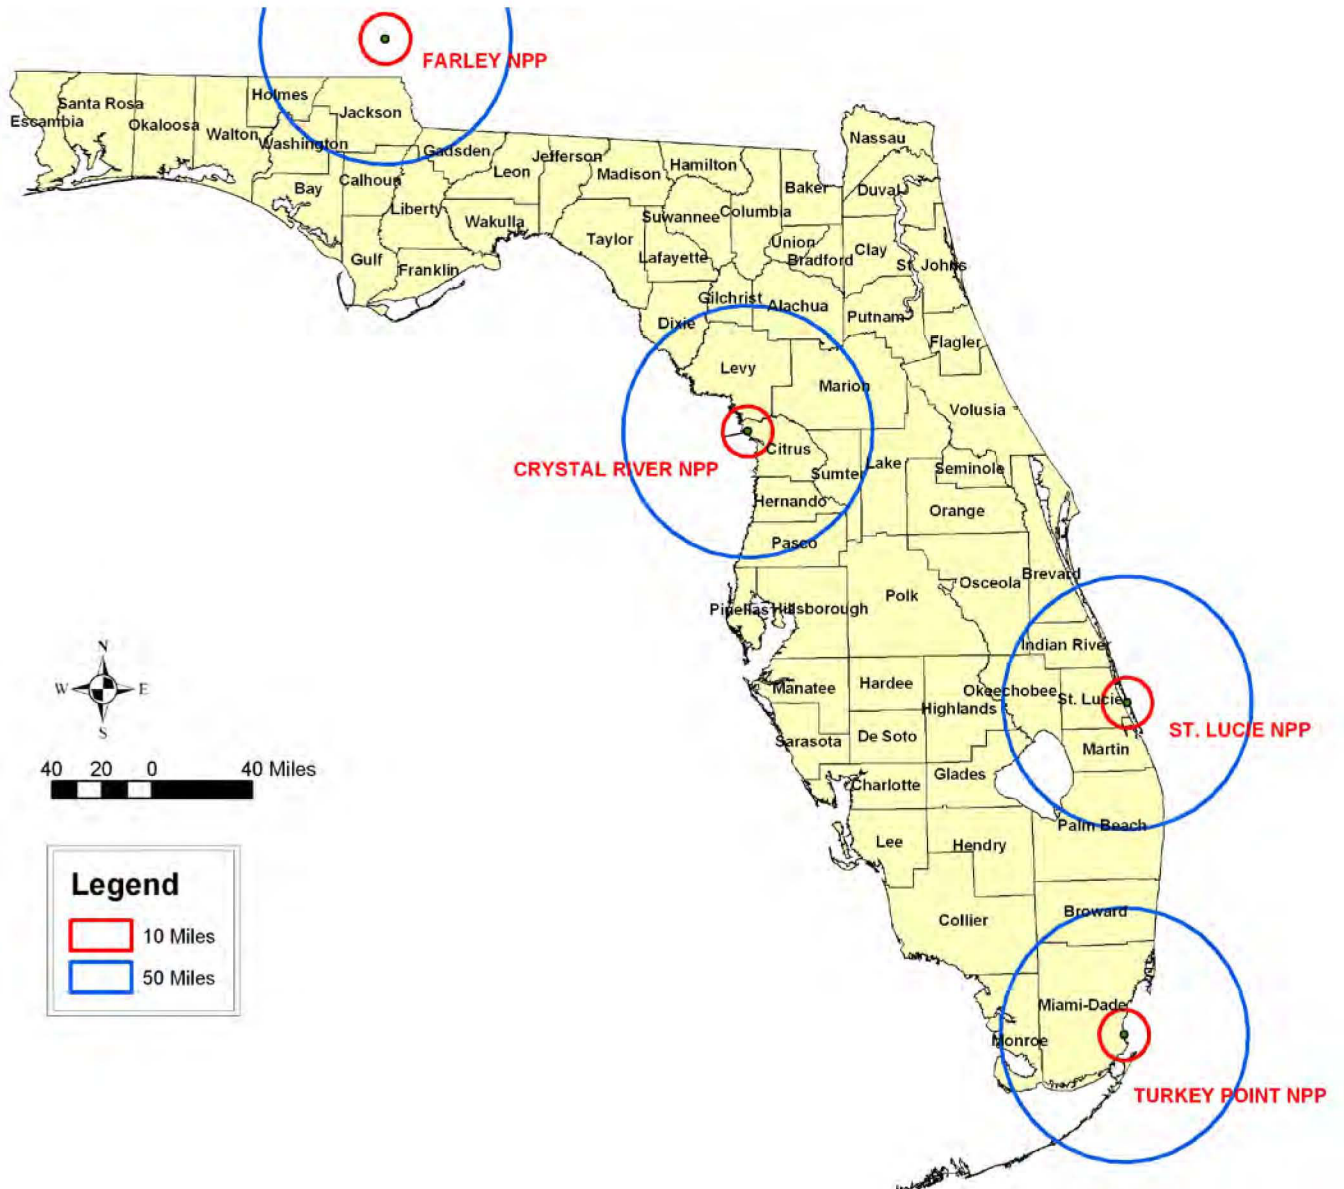 FARLEY NPP
Holmes
Jackson
Santa Rosa
Escambia
Okaloosa
Walton
Washington
Nassau
Gadsden
Jefferson
Hamilton
Leon
Madison
Calhoun
Bay
Baker
Duval
Liberty
Suwannee
Columbia
Wakulla
Taylor
Union
Clay
Bradford
Lafayette
St. Johns
Gulf
Franklin
Gilchrist
Alachua
Putnam
Dixie
Flagler
Levy
Marion
Volusia
Citrus
CRYSTAL RIVER NPP
Sumter
Lake
Seminole
Hernando
Orange
Pasco
Brevard
Osceola
Polk
Pinellas
Hillsborough
Indian River
N
W E
S
Manatee
Hardee
Okeechobee
St. Lucie
Highlands
ST. LUCIE NPP
De Soto
Sarasota
Martin
40 20 0 40 Miles
Glades
Charlotte
Palm Beach
Lee
Hendry
Legend
10 Miles
50 Miles
Broward
Collier
Miami-Dade
Monroe
TURKEY POINT NPP